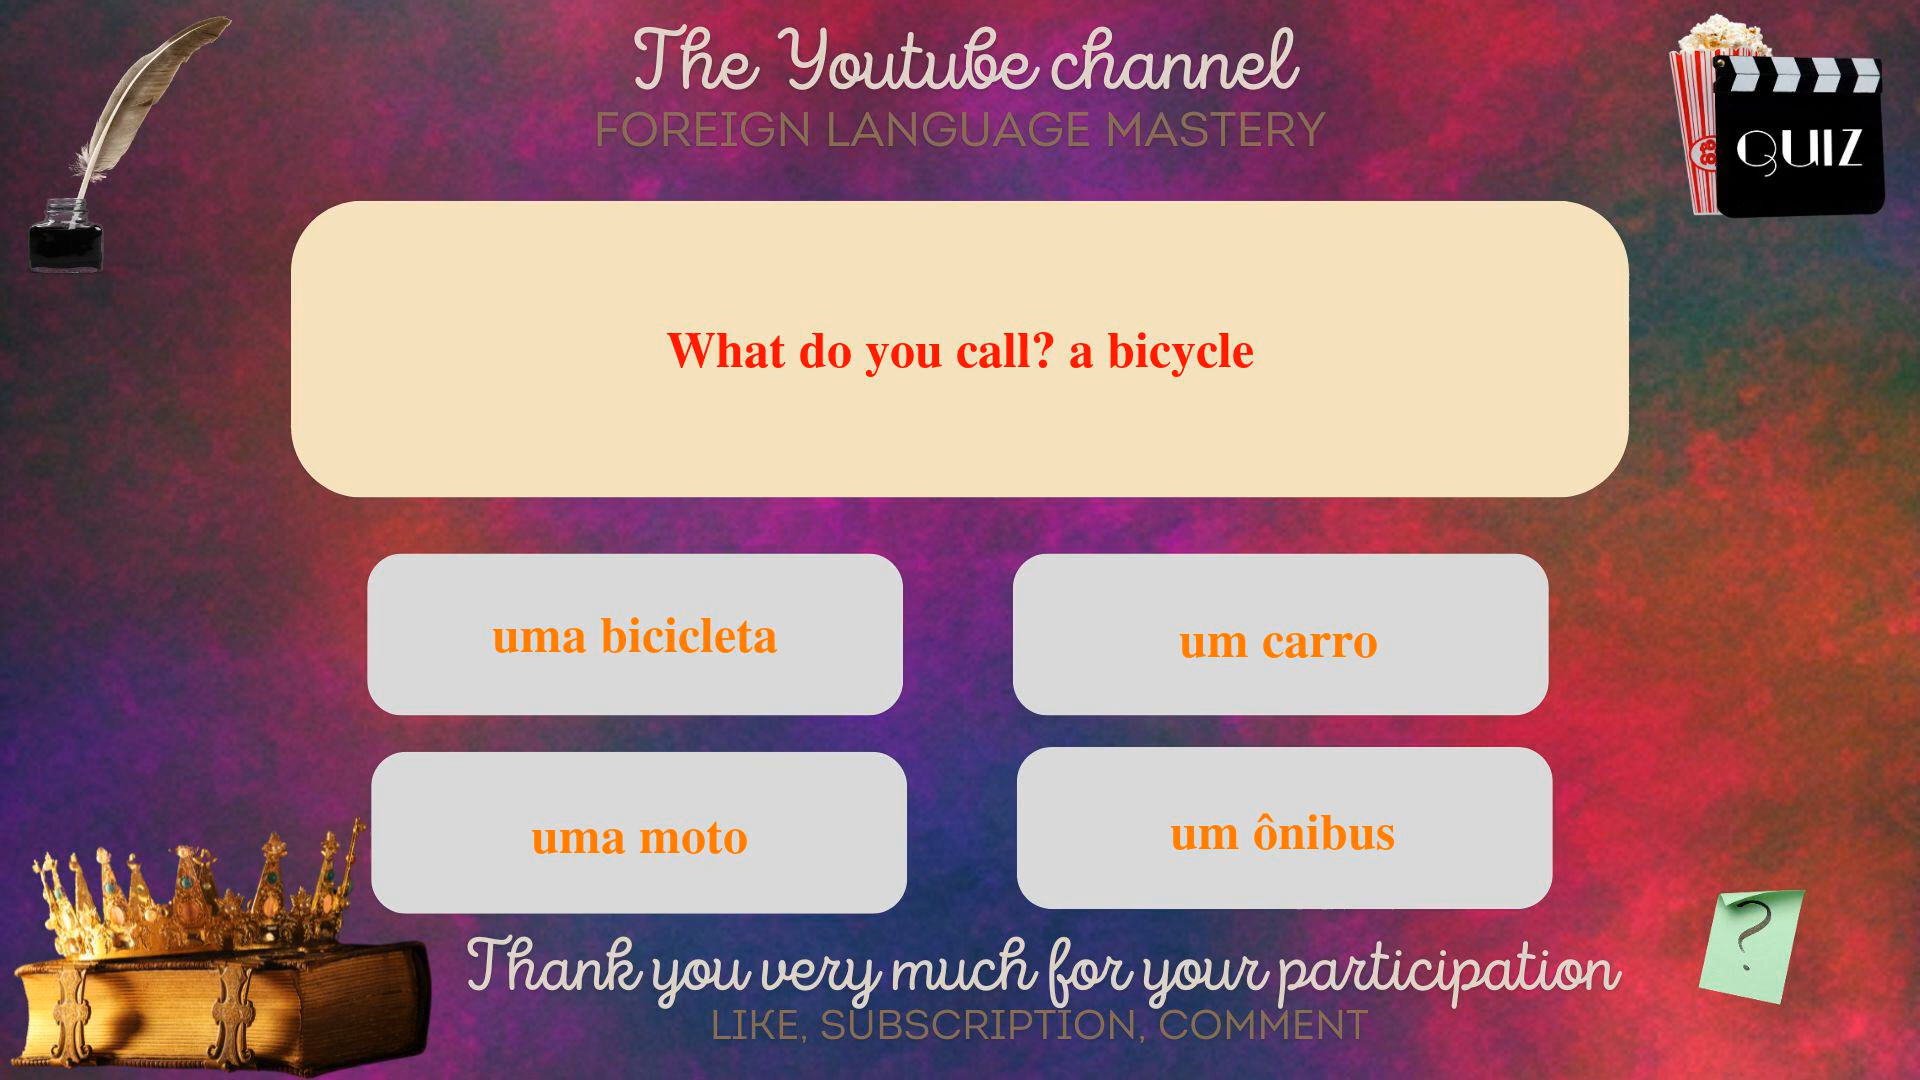 The Youtube channel
FOREIGN LANGUAGE MASTERY
QUIZ
What do you call? a bicycle
uma bicicleta
um carro
uma moto
um ônibus
?
Thank you very much for your participation
LIKE, SUBSCRIPTION, COMMENT